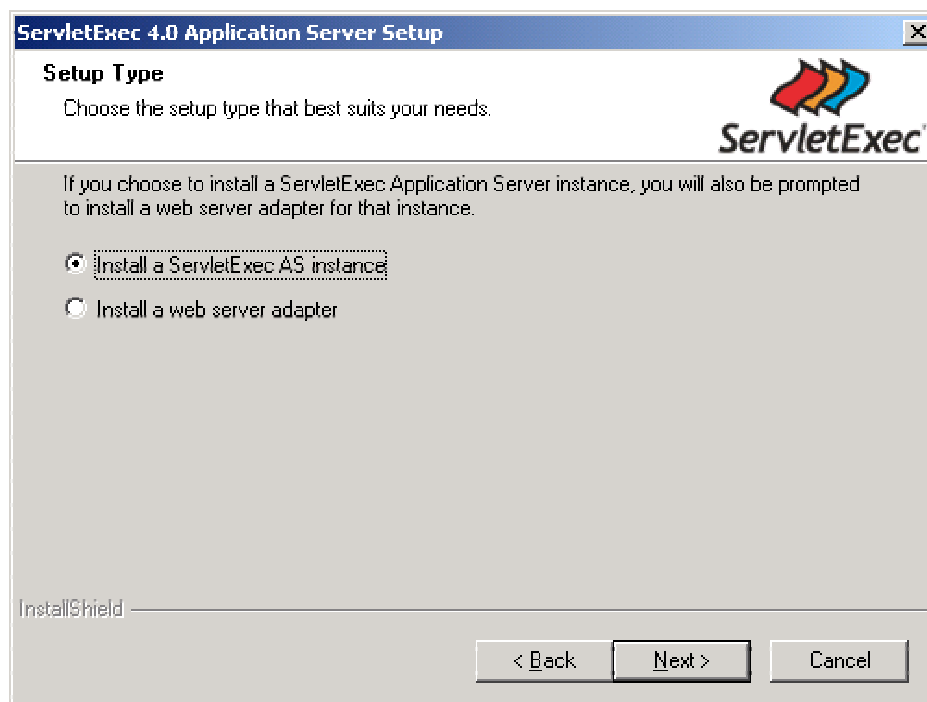 ServletExec 4.0 Application Server Setup
Setup Type
Choose the setup type that best suits your needs.
ServletExec
If you choose to install a ServletExec Application Server instance, you will also be prompted
to install a web server adapter for that instance.
Install a ServletExec AS instance
Install a web server adapter
InstallShield
< Back
Next >
Cancel